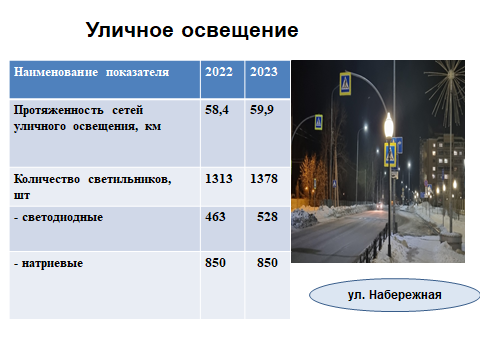 Уличное освещение
Наименование показателя 2022 2023
Протяженность сетей 58,4 59,9
уличного освещения, км
Количество светильников, 1313 1378
шт
- светодиодные 463 528
- натриевые 850 850
ул. Набережная